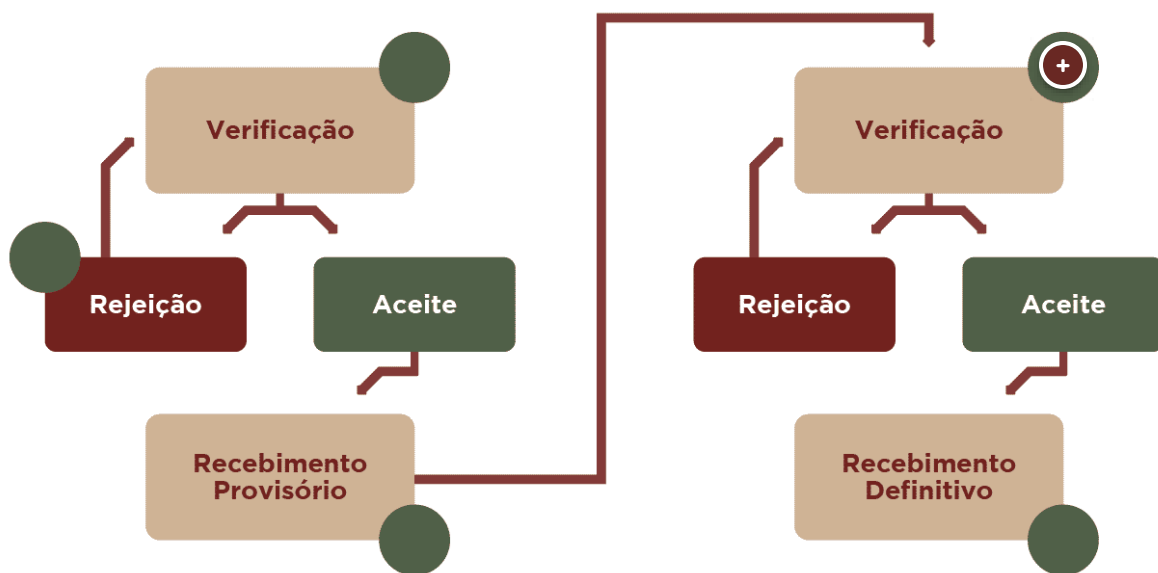 Verificação
Rejeição
Aceite
Recebimento
Provisório
+
Verificação
Rejeição
Aceite
Recebimento
Definitivo